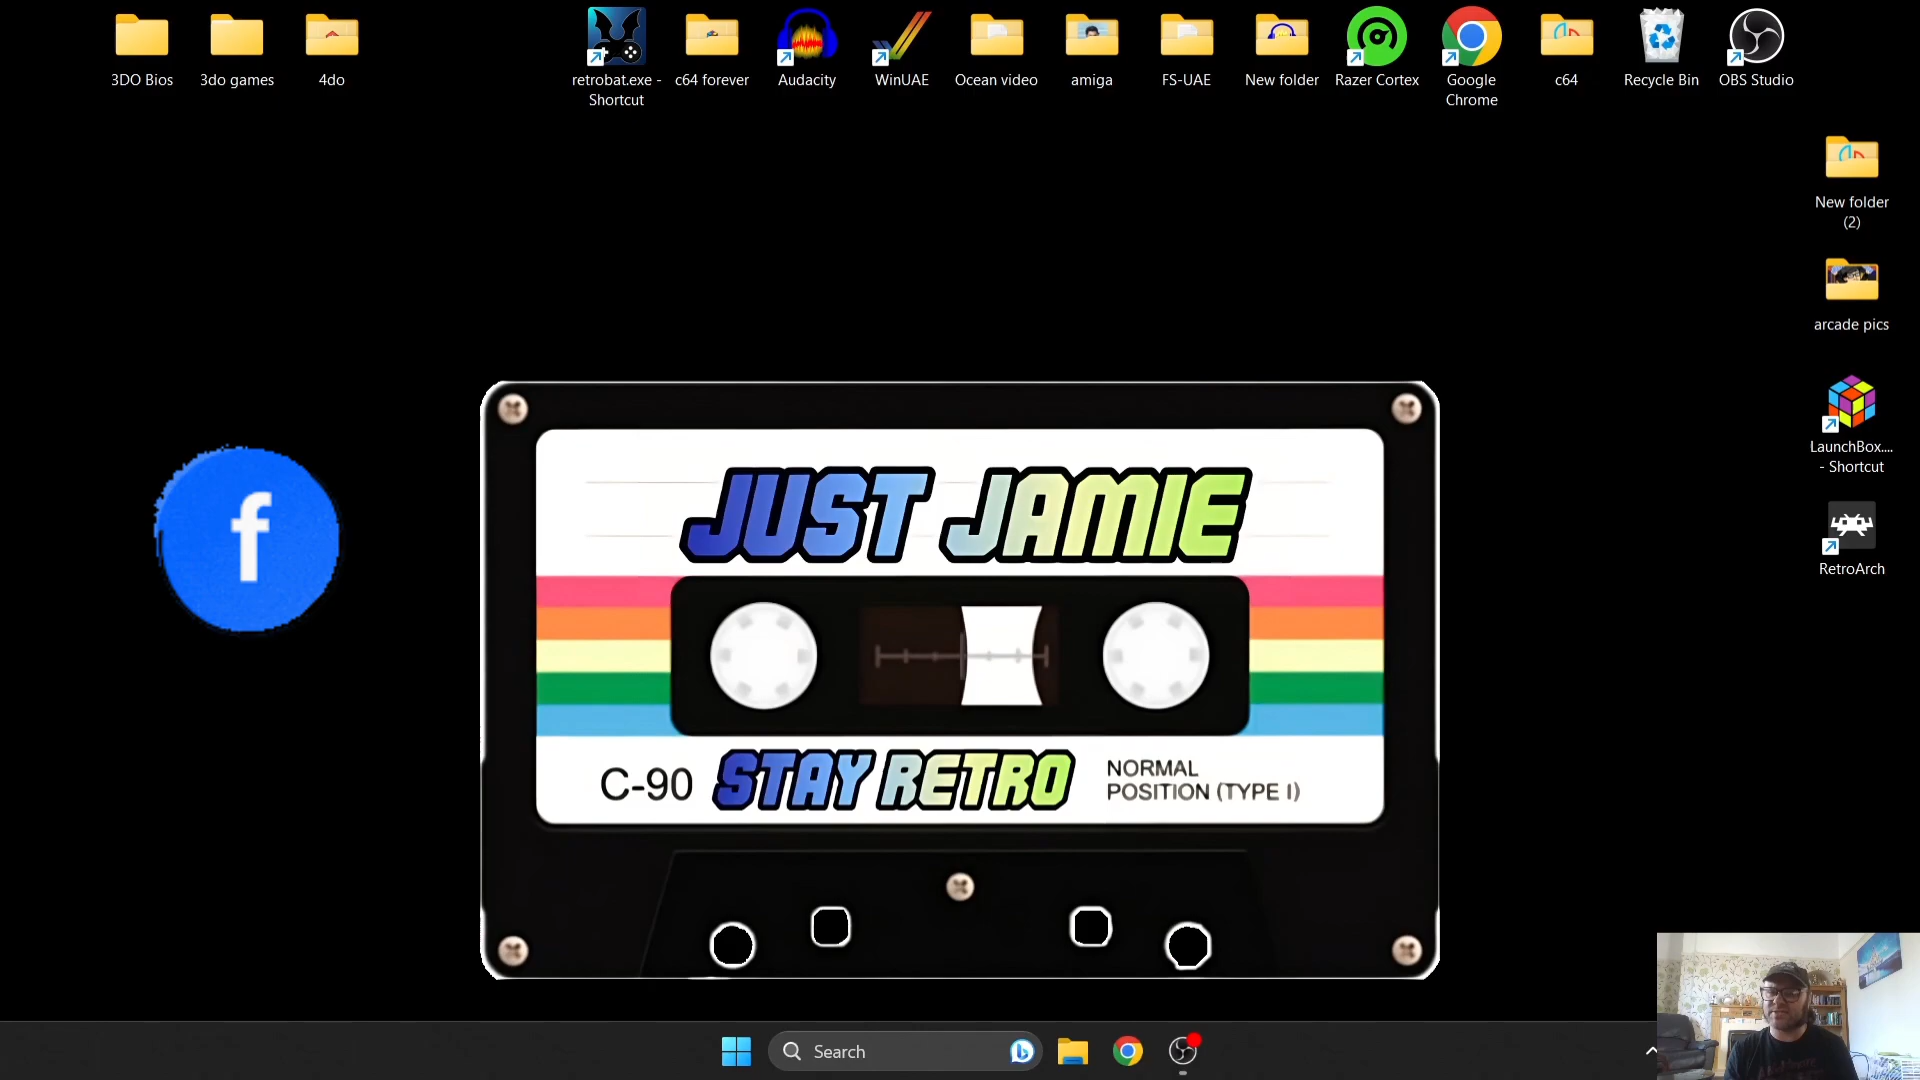 3DO Bios
3do games
4do
retrobat.exe -
Shortcut
c64 forever
Audacity
WinUAE
Ocean video
amiga
FS-UAE
New folder
Razer Cortex
Google
Chrome
c64
Recycle Bin
OBS Studio
New folder
(2)
arcade pics
LaunchBox....
- Shortcut
RetroArch
f
JUST JAMIE
C-90
STAY RETRO
NORMAL
POSITION (TYPE I)
Search